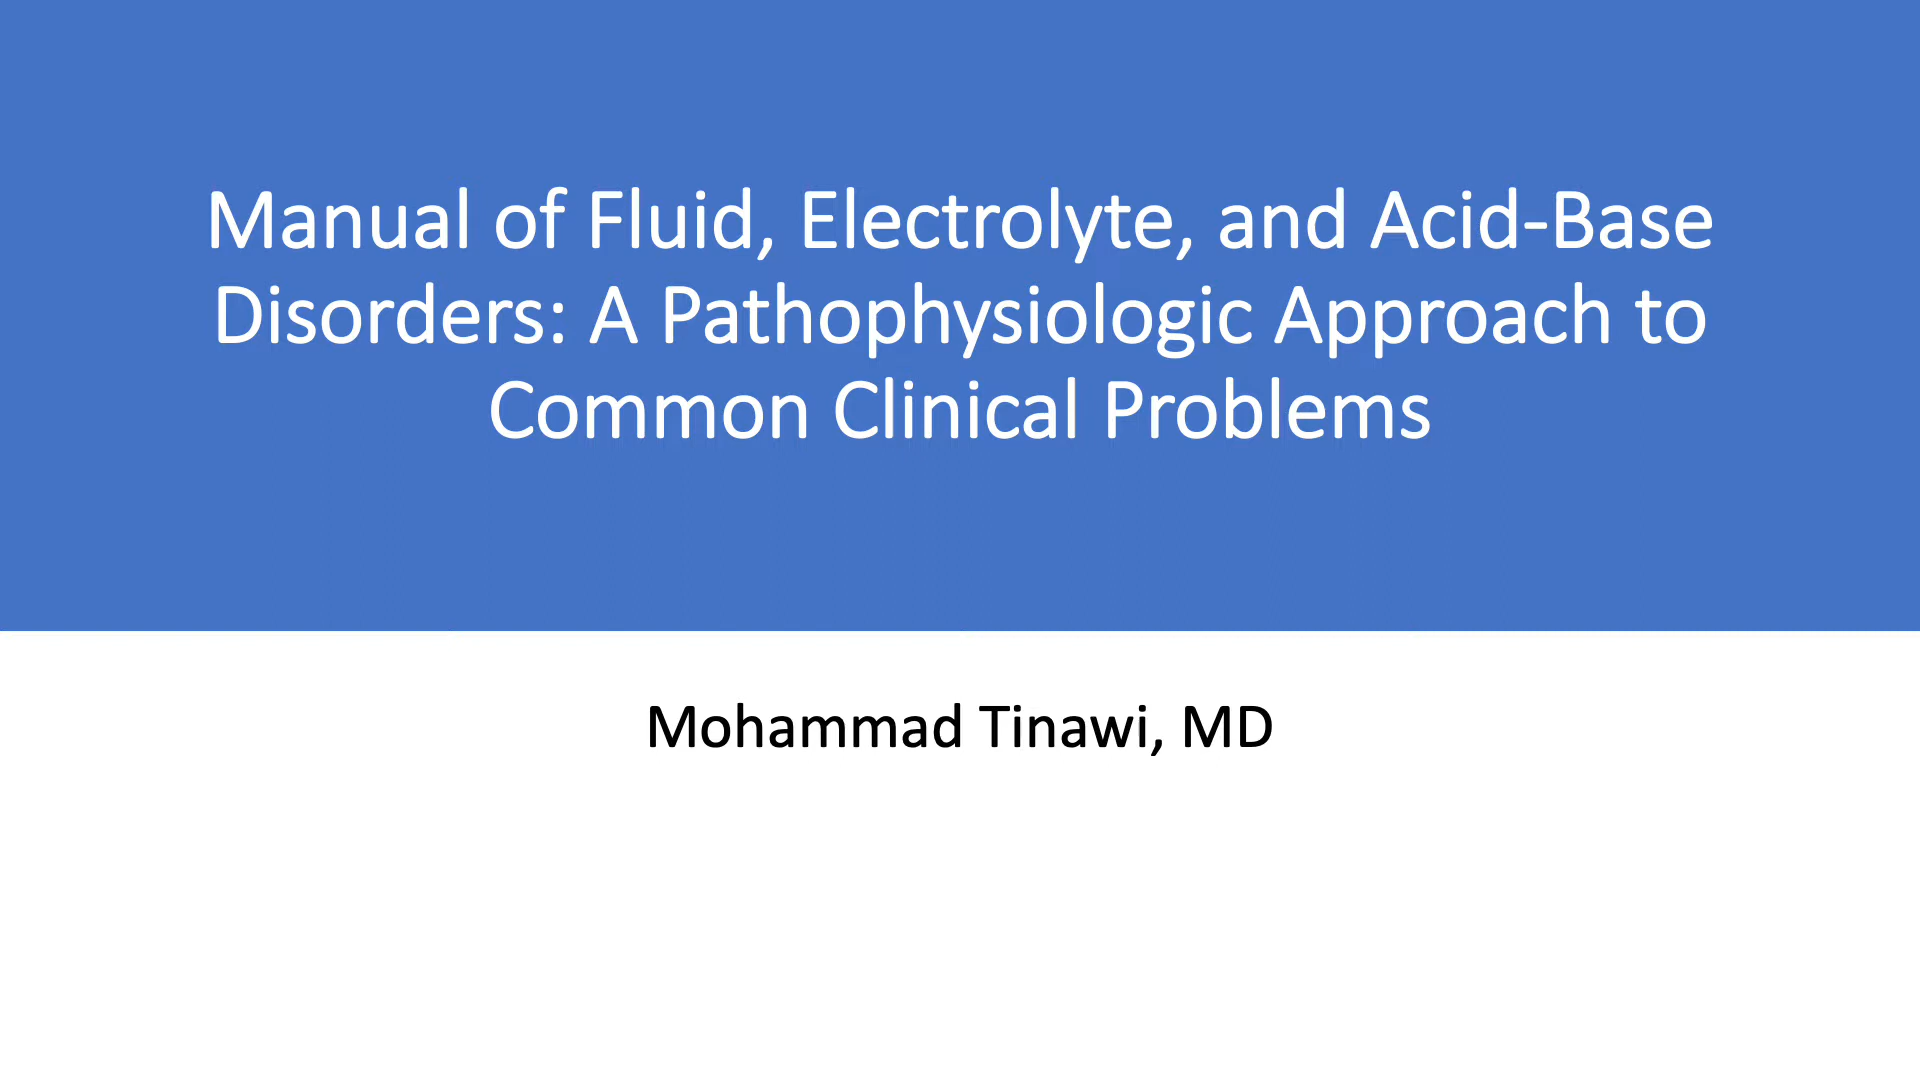 Manual of Fluid, Electrolyte, and Acid-Base
Disorders: A Pathophysiologic Approach to
Common Clinical Problems
Mohammad Tinawi, MD